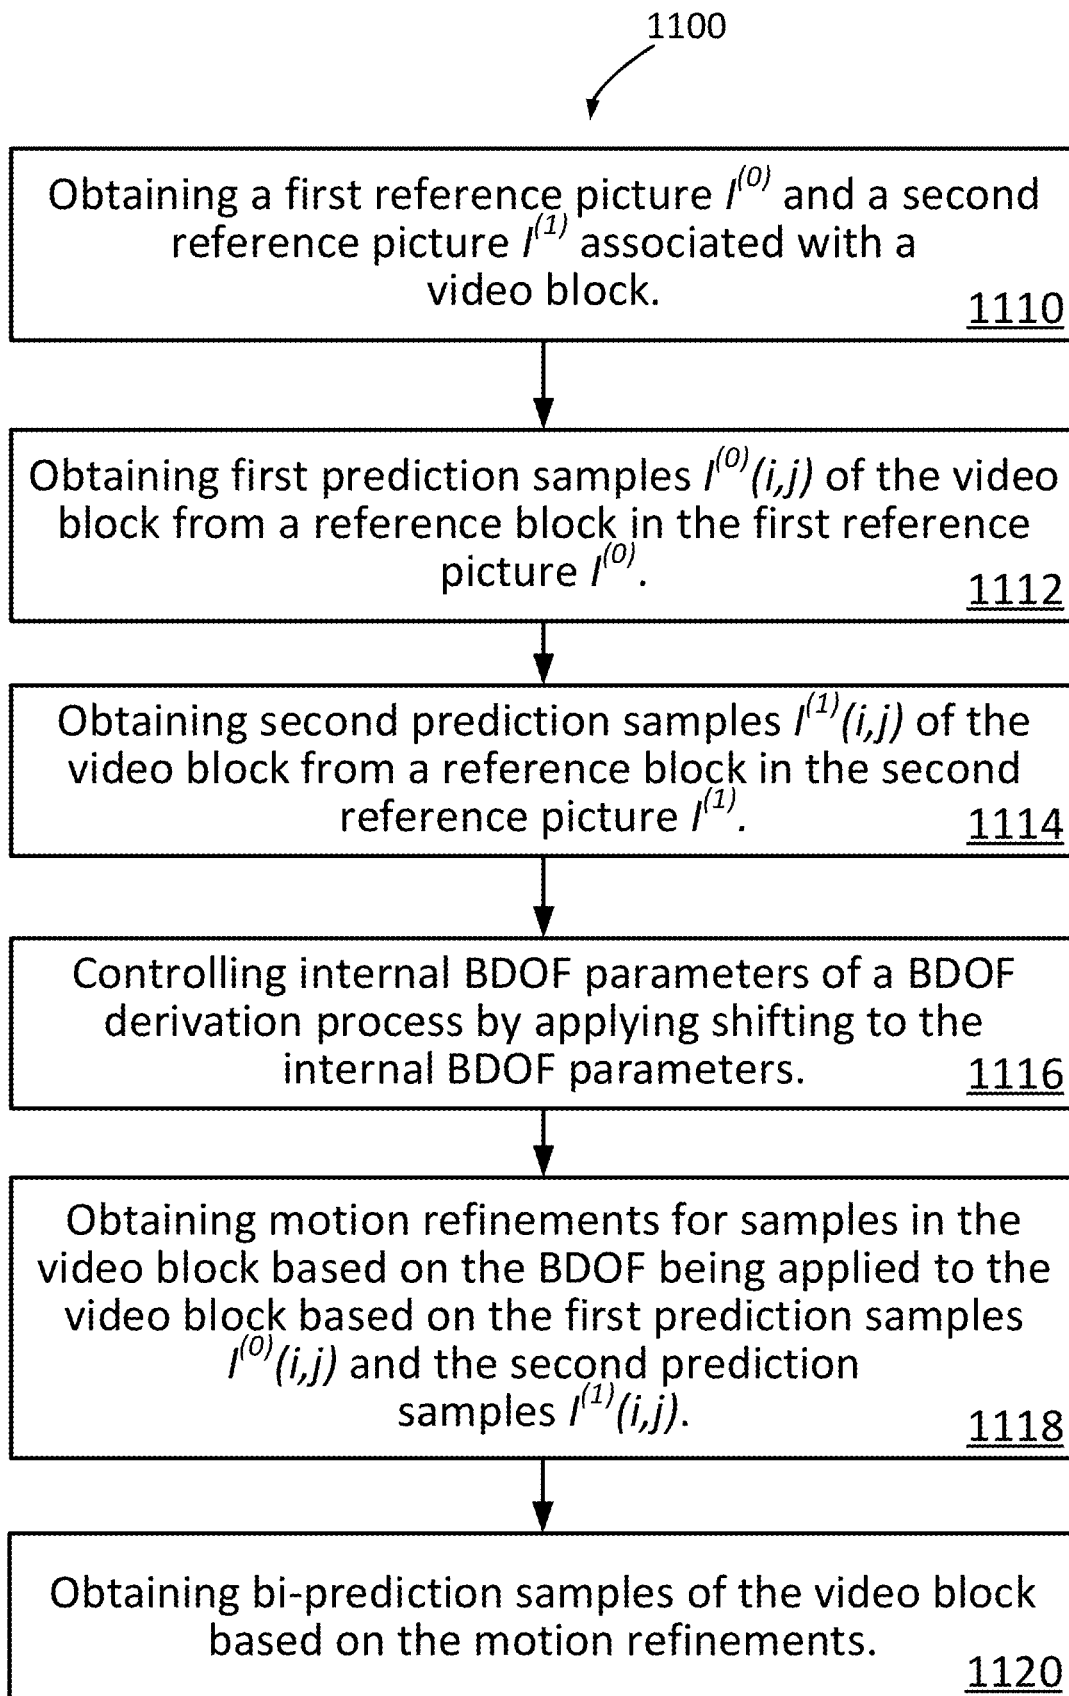 1100
Obtaining a first reference picture I^(0) and a second
reference picture I^(1) associated with a
video block.
1110
Obtaining first prediction samples I^(0)(i,j) of the video
block from a reference block in the first reference
picture I^(0).
1112
Obtaining second prediction samples I^(1)(i,j) of the
video block from a reference block in the second
reference picture I^(1).
1114
Controlling internal BDOF parameters of a BDOF
derivation process by applying shifting to the
internal BDOF parameters.
1116
Obtaining motion refinements for samples in the
video block based on the BDOF being applied to the
video block based on the first prediction samples
I^(0)(i,j) and the second prediction
samples I^(1)(i,j).
1118
Obtaining bi-prediction samples of the video block
based on the motion refinements.
1120